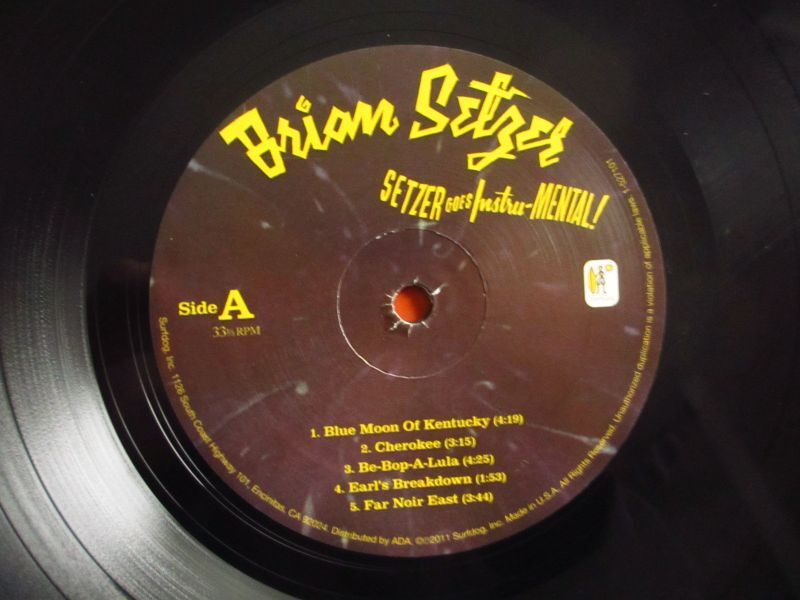 Brian Setzer
SETZER GOES Instru-MENTAL!
1-527101
Side A
33⅓ RPM
1. Blue Moon Of Kentucky (4:19)
2. Cherokee (3:15)
3. Be-Bop-A-Lula (4:25)
4. Earl's Breakdown (1:53)
5. Far Noir East (3:44)
Surfdog, Inc. 1126 South Coast Highway 101, Encinitas, CA 92024. Distributed by ADA. ℗©2011 Surfdog, Inc. Made in U.S.A. All Rights Reserved. Unauthorized duplication is a violation of applicable laws.